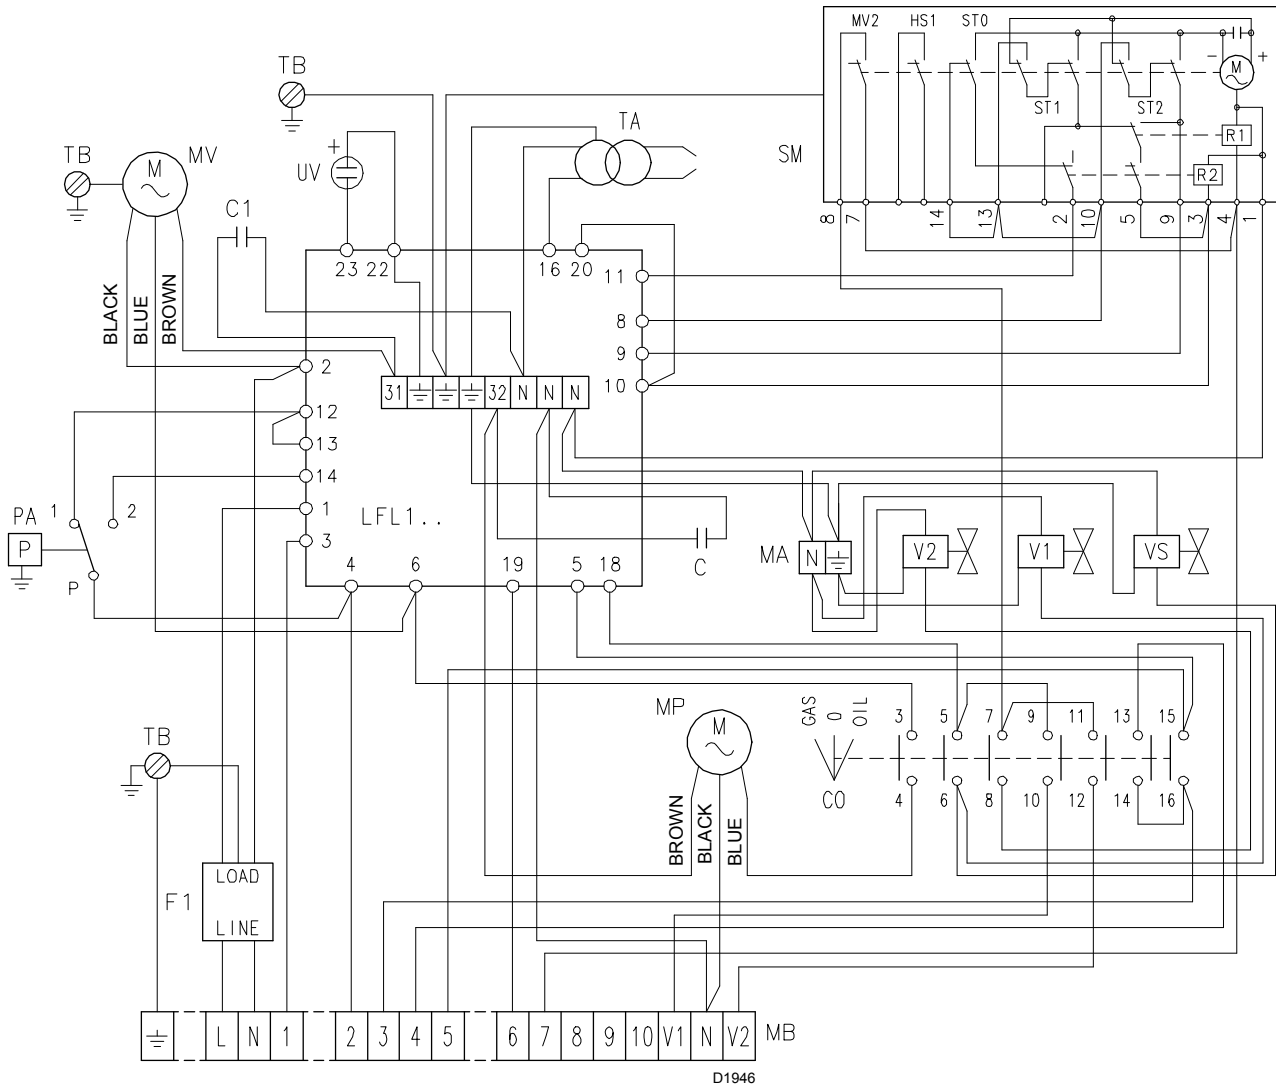 MV2 HS1 ST0
- M +
ST1 ST2
R1
R2
SM
8 7 14 13 2 10 5 9 3 4 1
TB
TA
UV +
TB M MV
C1
BLACK BLUE BROWN
23 22 16 20
11
8
9
10
2
12
13
14
1
3
31 32 N N N
LFL1..
C
4 6 19 5 18
PA 1 2
P
P
MA N V2 V1 VS
MP M
BROWN BLACK BLUE
GAS 0 OIL
CO
3 5 7 9 11 13 15
4 6 8 10 12 14 16
TB
F1
LOAD
LINE
L N 1 2 3 4 5 6 7 8 9 10 V1 N V2 MB
D1946